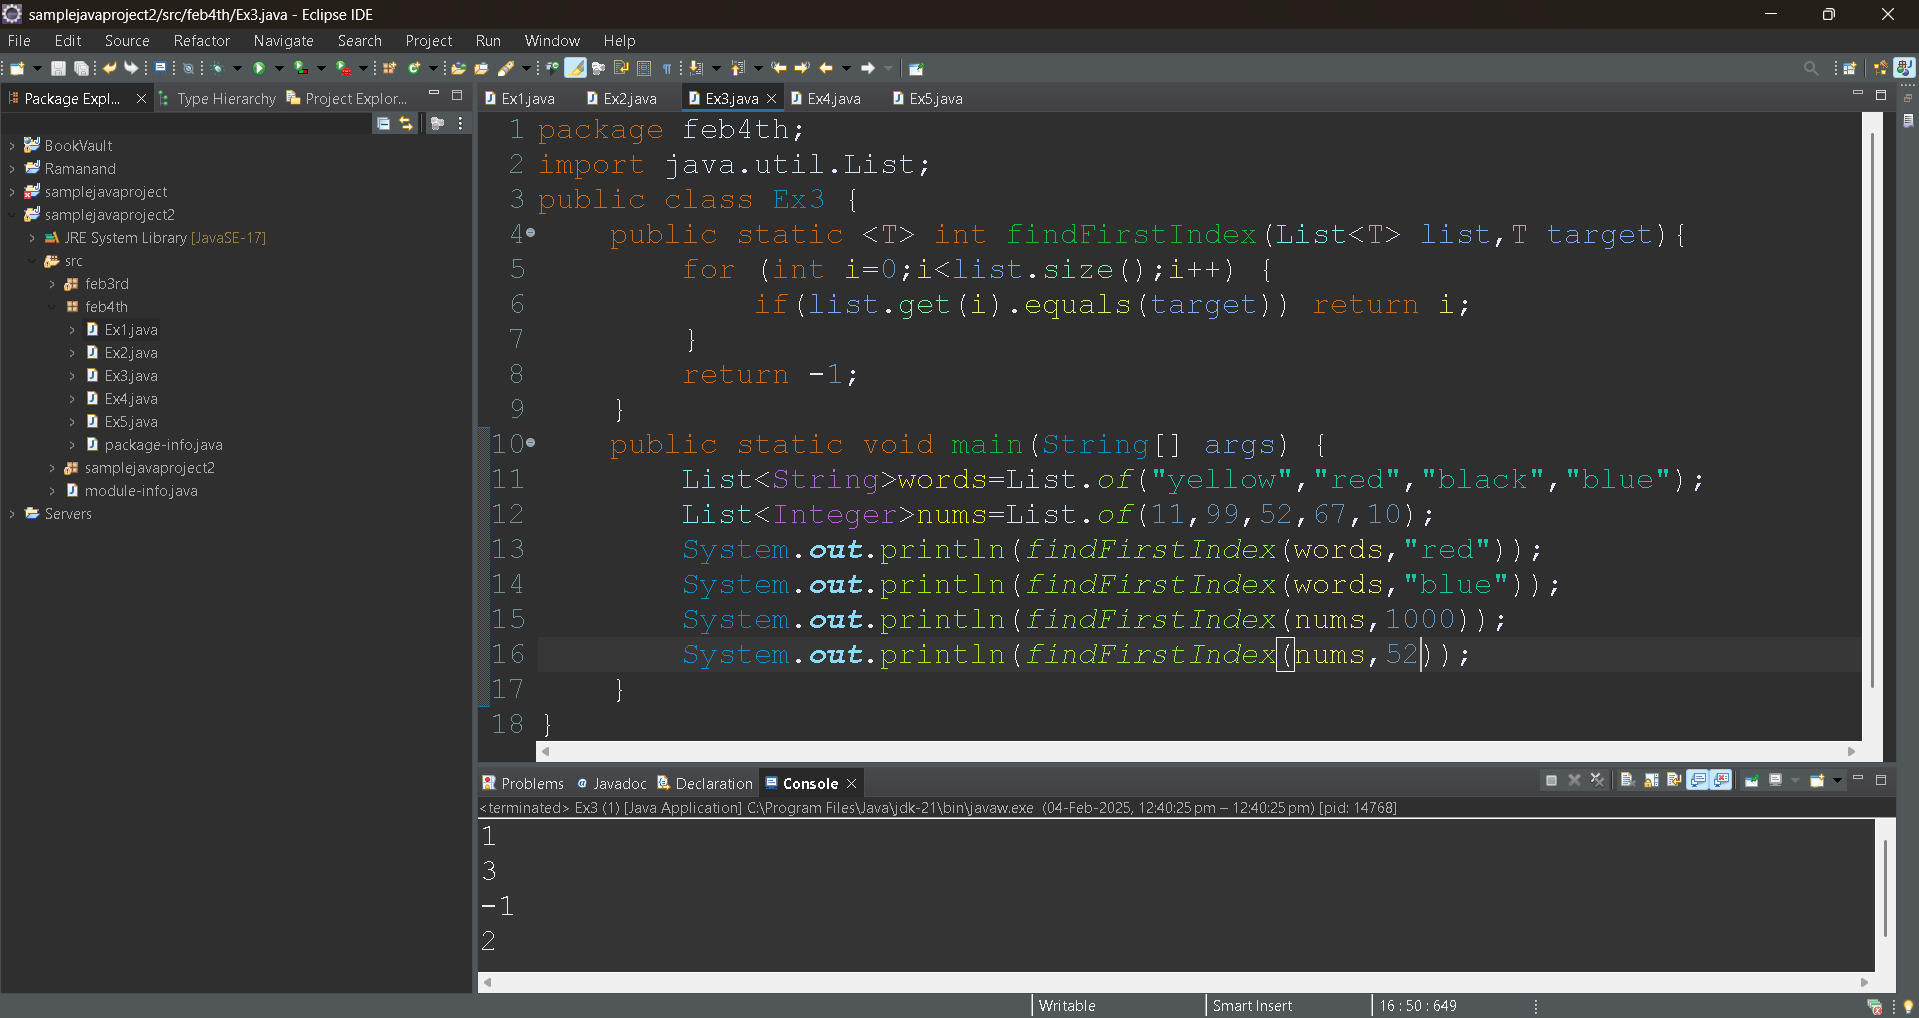 samplejavaproject2/src/feb4th/Ex3.java - Eclipse IDE
File Edit Source Refactor Navigate Search Project Run Window Help
Package Expl... Type Hierarchy Project Explor...
BookVault
Ramanand
samplejavaproject
samplejavaproject2
JRE System Library [JavaSE-17]
src
feb3rd
feb4th
Ex1.java
Ex2.java
Ex3.java
Ex4.java
Ex5.java
package-info.java
samplejavaproject2
module-info.java
Servers
Ex1.java Ex2.java Ex3.java Ex4.java Ex5.java
1 package feb4th;
2 import java.util.List;
3 public class Ex3 {
4 public static <T> int findFirstIndex(List<T> list,T target){
5 for (int i=0;i<list.size();i++) {
6 if(list.get(i).equals(target)) return i;
7 }
8 return -1;
9 }
10 public static void main(String[] args) {
11 List<String>words=List.of("yellow","red","black","blue");
12 List<Integer>nums=List.of(11,99,52,67,10);
13 System.out.println(findFirstIndex(words,"red"));
14 System.out.println(findFirstIndex(words,"blue"));
15 System.out.println(findFirstIndex(nums,1000));
16 System.out.println(findFirstIndex(nums,52));
17 }
18 }
Problems Javadoc Declaration Console
<terminated> Ex3 (1) [Java Application] C:\Program Files\Java\jdk-21\bin\javaw.exe (04-Feb-2025, 12:40:25 pm – 12:40:25 pm) [pid: 14768]
1
3
-1
2
Writable Smart Insert 16 : 50 : 649